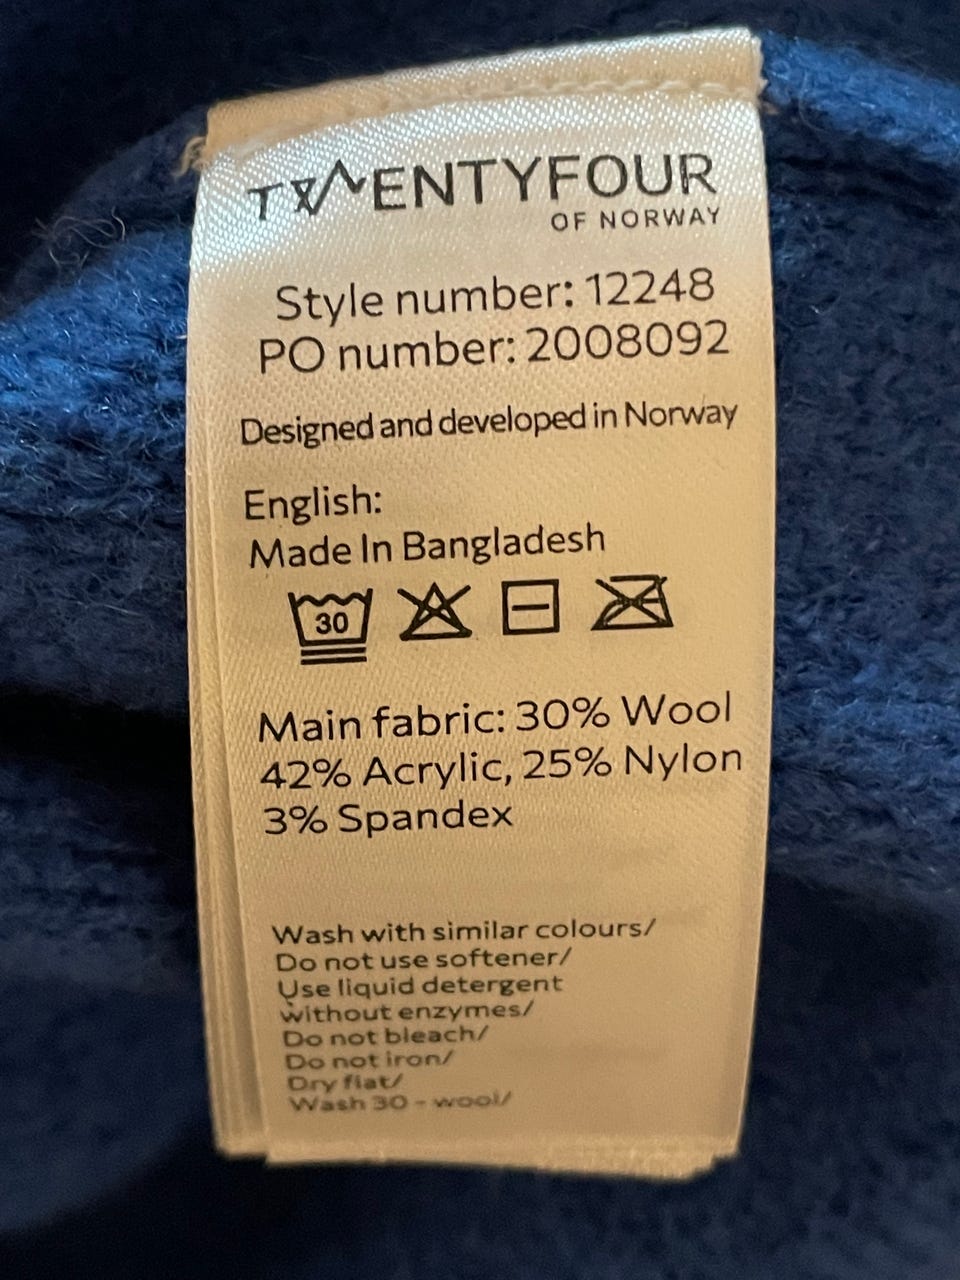 TWENTYFOUR
OF NORWAY
Style number: 12248
PO number: 2008092
Designed and developed in Norway
English:
Made In Bangladesh
30
Main fabric: 30% Wool
42% Acrylic, 25% Nylon
3% Spandex
Wash with similar colours/
Do not use softener/
Use liquid detergent
without enzymes/
Do not bleach/
Do not iron/
Dry flat/
Wash 30 - wool/